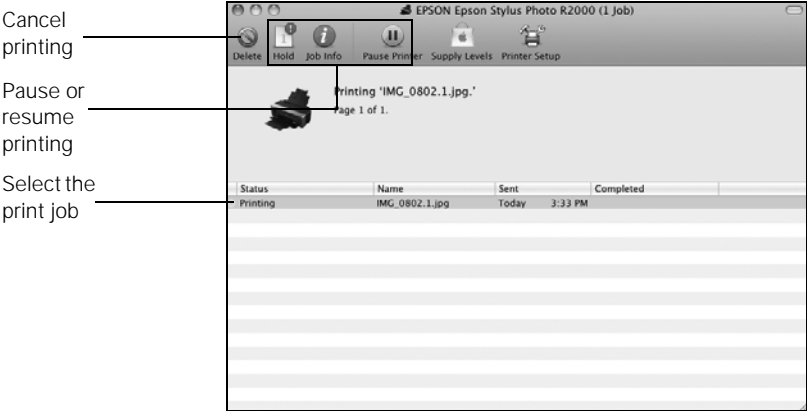 Cancel
printing
Pause or
resume
printing
Select the
print job
EPSON Epson Stylus Photo R2000 (1 Job)
1
Delete Hold Job Info Pause Printer Supply Levels Printer Setup
Printing 'IMG_0802.1.jpg.'
Page 1 of 1.
Status Name Sent Completed
Printing IMG_0802.1.jpg Today 3:33 PM